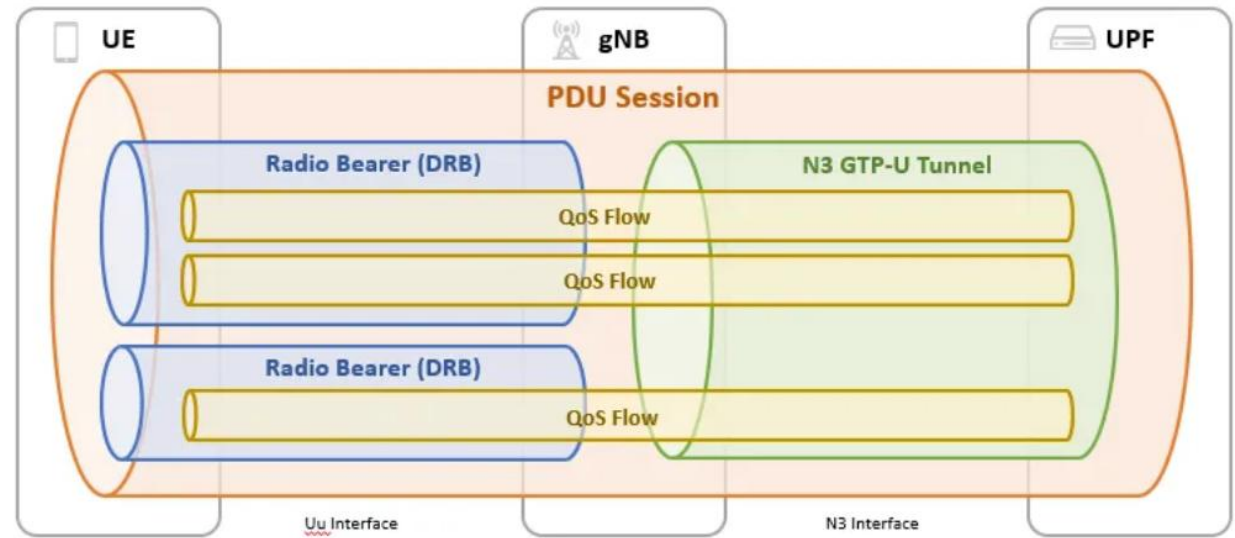 UE
gNB
UPF
PDU Session
Radio Bearer (DRB)
N3 GTP-U Tunnel
QoS Flow
QoS Flow
Radio Bearer (DRB)
QoS Flow
Uu Interface
N3 Interface